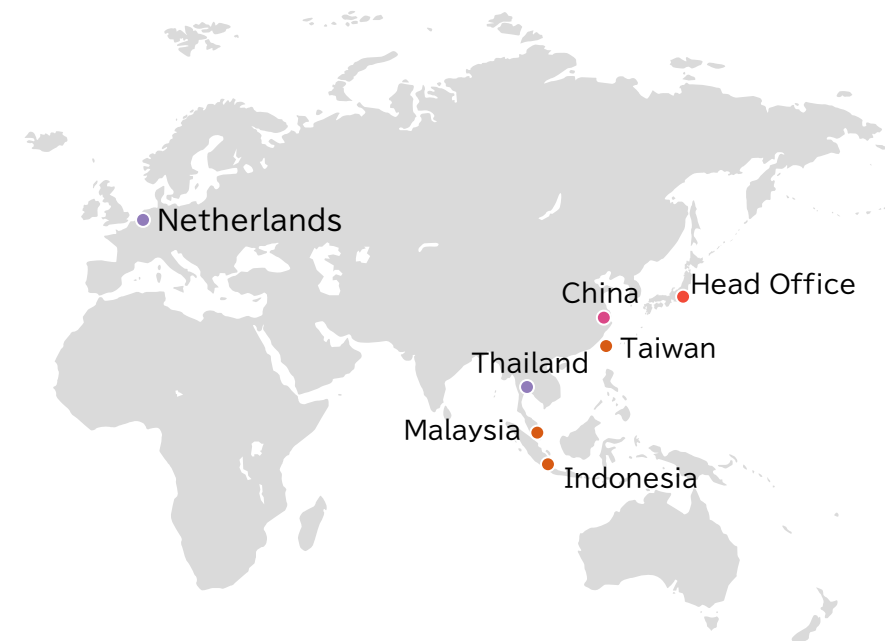 Netherlands
Head Office
China
Taiwan
Thailand
Malaysia
Indonesia